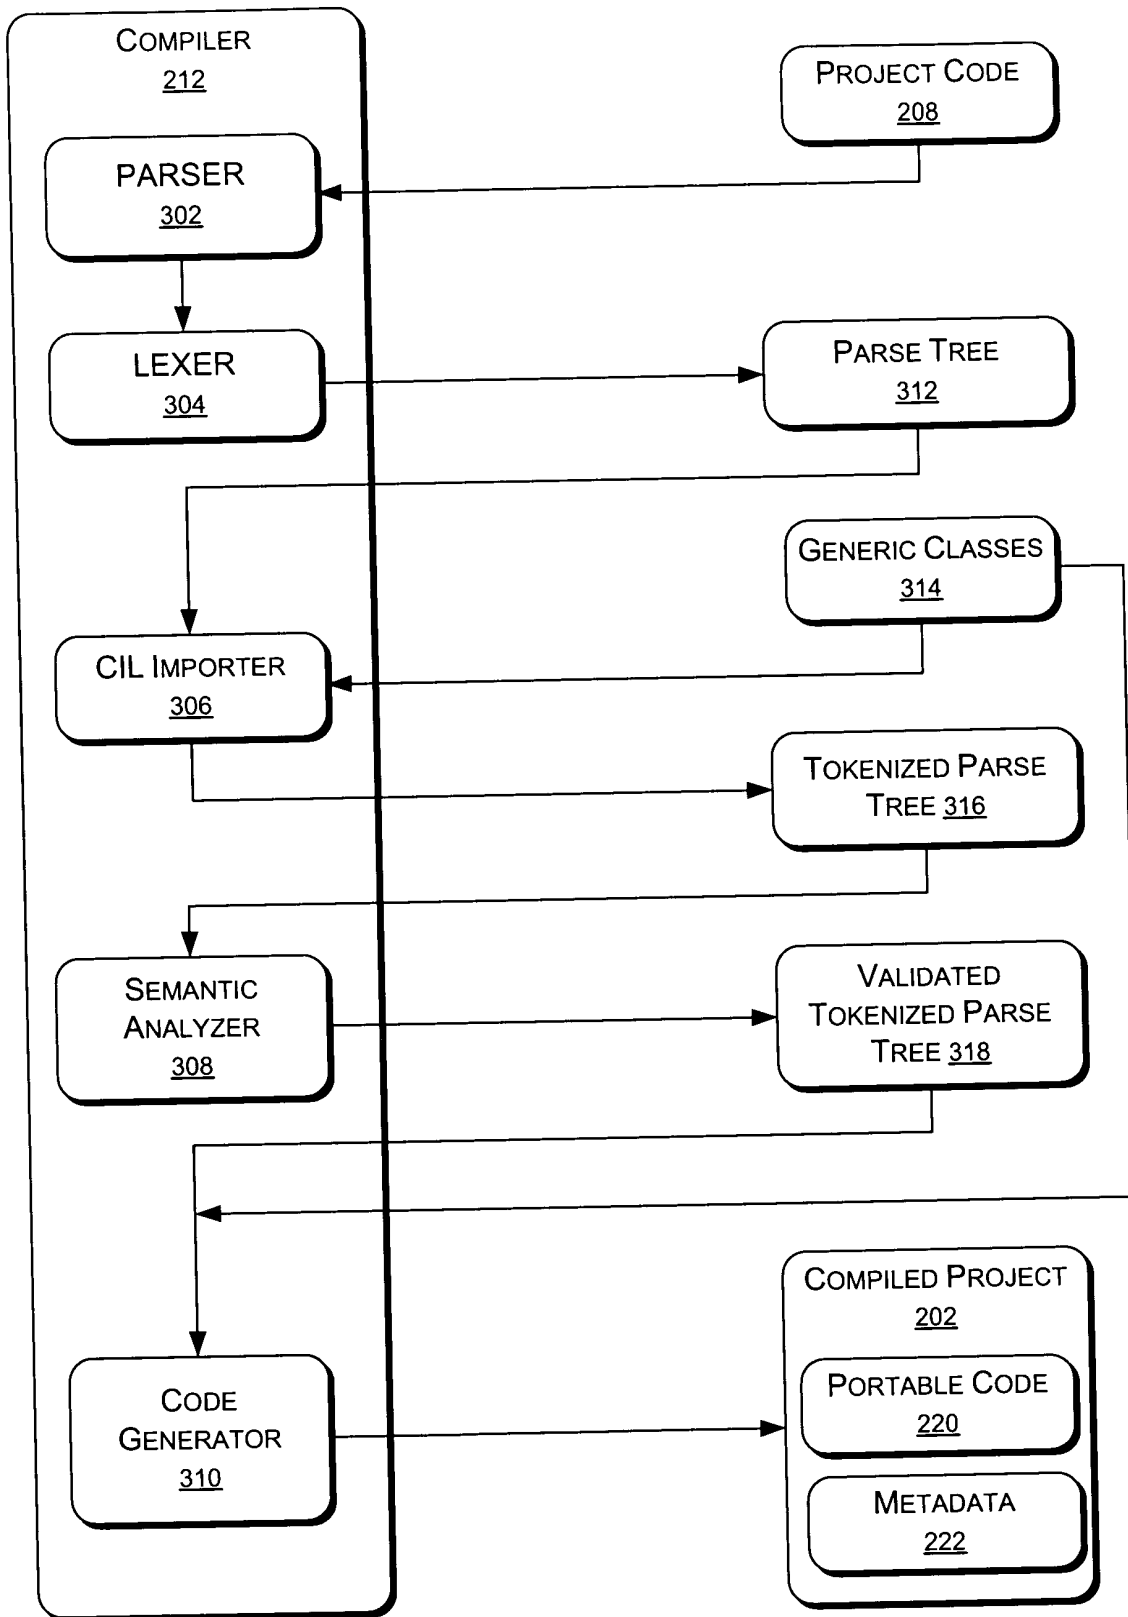 COMPILER
212
PROJECT CODE
208
PARSER
302
LEXER
304
PARSE TREE
312
GENERIC CLASSES
314
CIL IMPORTER
306
TOKENIZED PARSE
TREE 316
SEMANTIC
ANALYZER
308
VALIDATED
TOKENIZED PARSE
TREE 318
COMPILED PROJECT
202
CODE
GENERATOR
310
PORTABLE CODE
220
METADATA
222